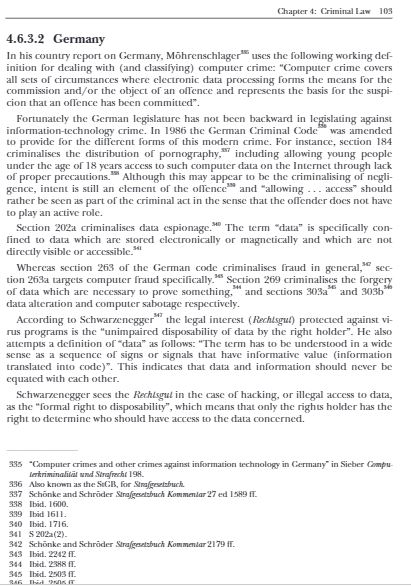 Chapter 4: Criminal Law 103
4.6.3.2 Germany
In his country report on Germany, Möhrenschlager335 uses the following working def-
inition for dealing with (and classifying) computer crime: “Computer crime covers
all sets of circumstances where electronic data processing forms the means for the
commission and/or the object of an offence and represents the basis for the suspi-
cion that an offence has been committed”.
Fortunately the German legislature has not been backward in legislating against
information-technology crime. In 1986 the German Criminal Code336 was amended
to provide for the different forms of this modern crime. For instance, section 184
criminalises the distribution of pornography,337 including allowing young people
under the age of 18 years access to such computer data on the Internet through lack
of proper precautions.338 Although this may appear to be the criminalising of negli-
gence, intent is still an element of the offence339 and “allowing . . . access” should
rather be seen as part of the criminal act in the sense that the offender does not have
to play an active role.
Section 202a criminalises data espionage.340 The term “data” is specifically con-
fined to data which are stored electronically or magnetically and which are not
directly visible or accessible.341
Whereas section 263 of the German code criminalises fraud in general,342 sec-
tion 263a targets computer fraud specifically.343 Section 269 criminalises the forgery
of data which are necessary to prove something,344 and sections 303a345 and 303b346
data alteration and computer sabotage respectively.
According to Schwarzenegger347 the legal interest (Rechtsgut) protected against vi-
rus programs is the “unimpaired disposability of data by the right holder”. He also
attempts a definition of “data” as follows: “The term has to be understood in a wide
sense as a sequence of signs or signals that have informative value (information
translated into code)”. This indicates that data and information should never be
equated with each other.
Schwarzenegger sees the Rechtsgut in the case of hacking, or illegal access to data,
as the “formal right to disposability”, which means that only the rights holder has the
right to determine who should have access to the data concerned.
335 “Computer crimes and other crimes against information technology in Germany” in Sieber Compu-
terkriminalität und Strafrecht 198.
336 Also known as the StGB, for Strafgesetzbuch.
337 Schönke and Schröder Strafgesetzbuch Kommentar 27 ed 1589 ff.
338 Ibid. 1600.
339 Ibid 1611.
340 Ibid. 1716.
341 S 202a(2).
342 Schönke and Schröder Strafgesetzbuch Kommentar 2179 ff.
343 Ibid. 2242 ff.
344 Ibid. 2388 ff.
345 Ibid. 2503 ff.
346 Ibid. 2505 ff.